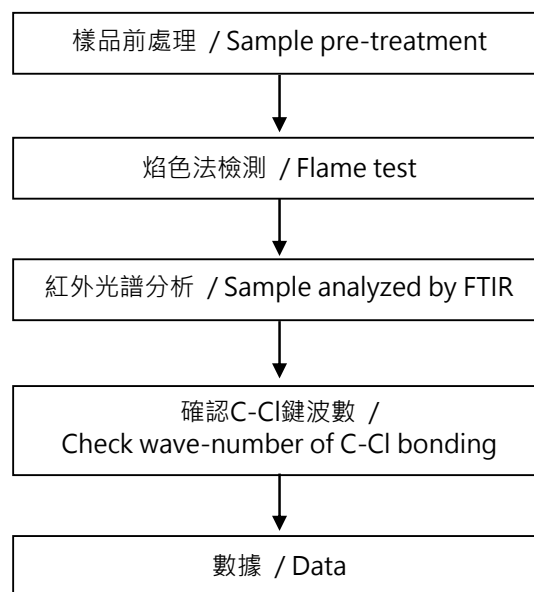 樣品前處理 / Sample pre-treatment
焰色法檢測 / Flame test
紅外光譜分析 / Sample analyzed by FTIR
確認C-Cl鍵波數 /
Check wave-number of C-Cl bonding
數據 / Data